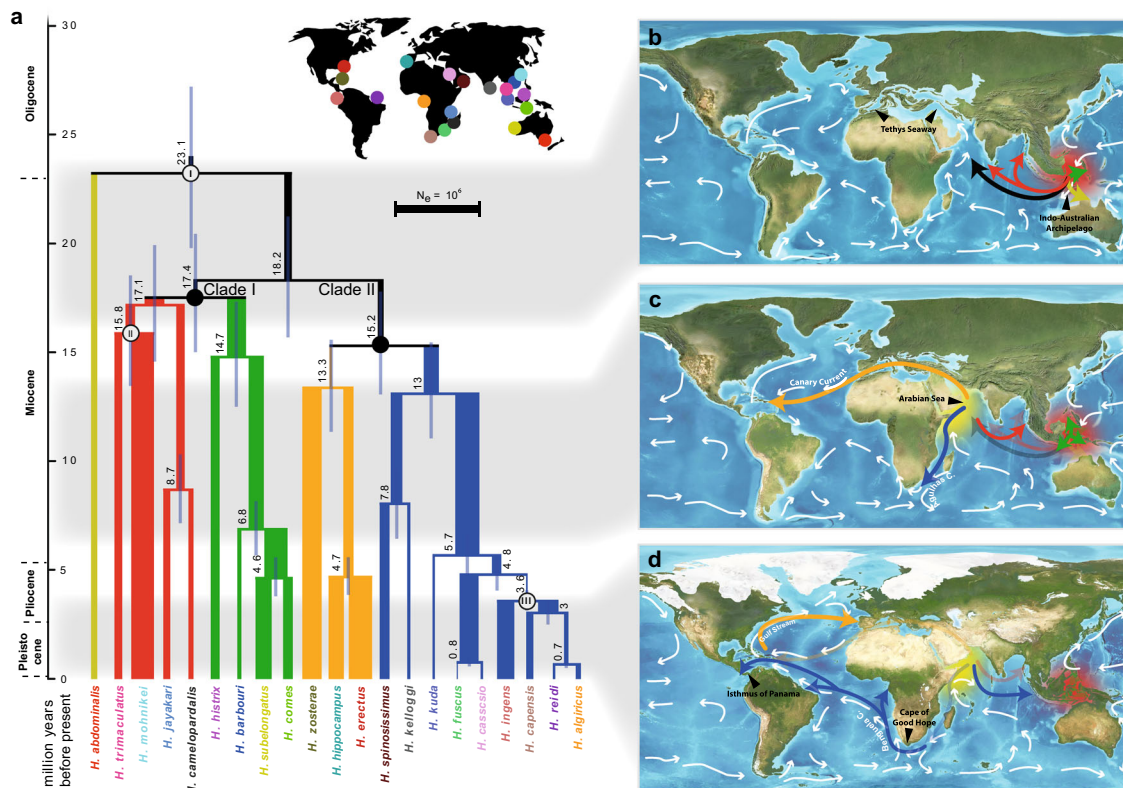 a
million years
before present
Oligocene
Miocene
Pliocene
Pleisto
cene
30
25
20
15
10
5
0
Nₑ = 10⁶
I
23.1
18.2
17.4
Clade I
Clade II
17.1
15.8
II
15.2
14.7
13.3
13
8.7
7.8
6.8
5.7
4.8
4.7
4.6
3.6
III
3
0.8
0.7
H. abdominalis
H. trimaculatus
H. mohnikei
H. jayakari
H. camelopardalis
H. histrix
H. barbouri
H. subelongatus
H. comes
H. zosterae
H. hippocampus
H. erectus
H. spinosissimus
H. kelloggi
H. kuda
H. fuscus
H. casscsio
H. ingens
H. capensis
H. reidi
H. algiricus
b
Tethys Seaway
Indo-Australian
Archipelago
c
Canary Current
Arabian Sea
Agulhas C.
d
Gulf Stream
Isthmus of Panama
Cape of
Good Hope
Benguela C.